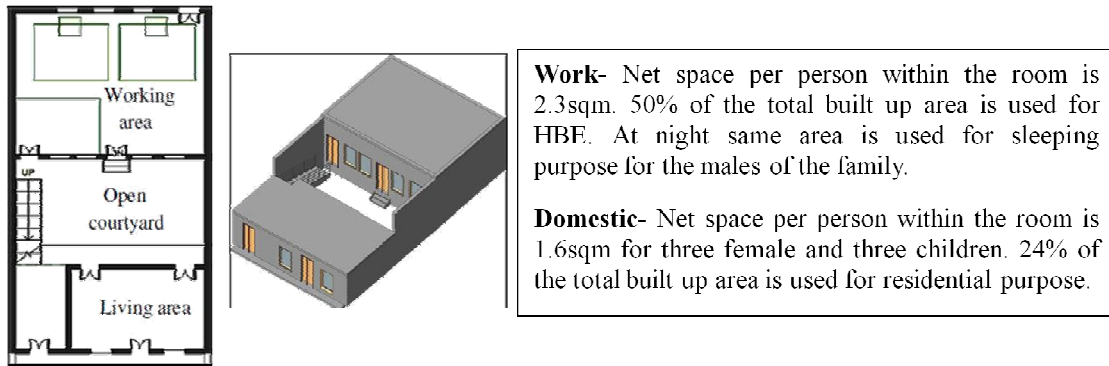 Working
area
UP
Open
courtyard
Living area
Work- Net space per person within the room is
2.3sqm. 50% of the total built up area is used for
HBE. At night same area is used for sleeping
purpose for the males of the family.
Domestic- Net space per person within the room is
1.6sqm for three female and three children. 24% of
the total built up area is used for residential purpose.